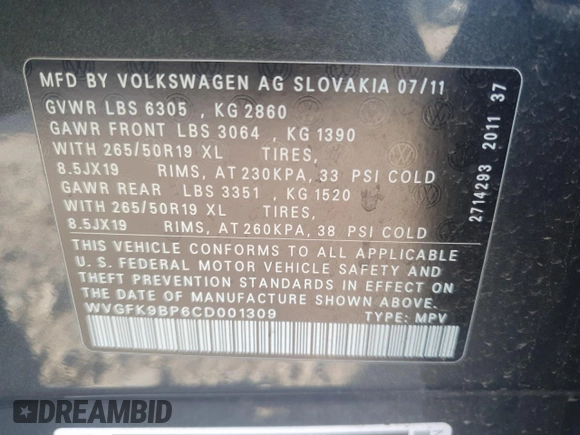 MFD BY VOLKSWAGEN AG SLOVAKIA 07/11
GVWR LBS 6305 , KG 2860
GAWR FRONT LBS 3064 , KG 1390
WITH 265/50R19 XL TIRES,
8.5JX19 RIMS, AT 230KPA, 33 PSI COLD
GAWR REAR LBS 3351 , KG 1520
WITH 265/50R19 XL TIRES,
8.5JX19 RIMS, AT 260KPA, 38 PSI COLD
THIS VEHICLE CONFORMS TO ALL APPLICABLE
U. S. FEDERAL MOTOR VEHICLE SAFETY AND
THEFT PREVENTION STANDARDS IN EFFECT ON
THE DATE OF MANUFACTURE SHOWN ABOVE.
WVGFK9BP6CD001309 TYPE: MPV
2714293 2011 37
DREAMBID